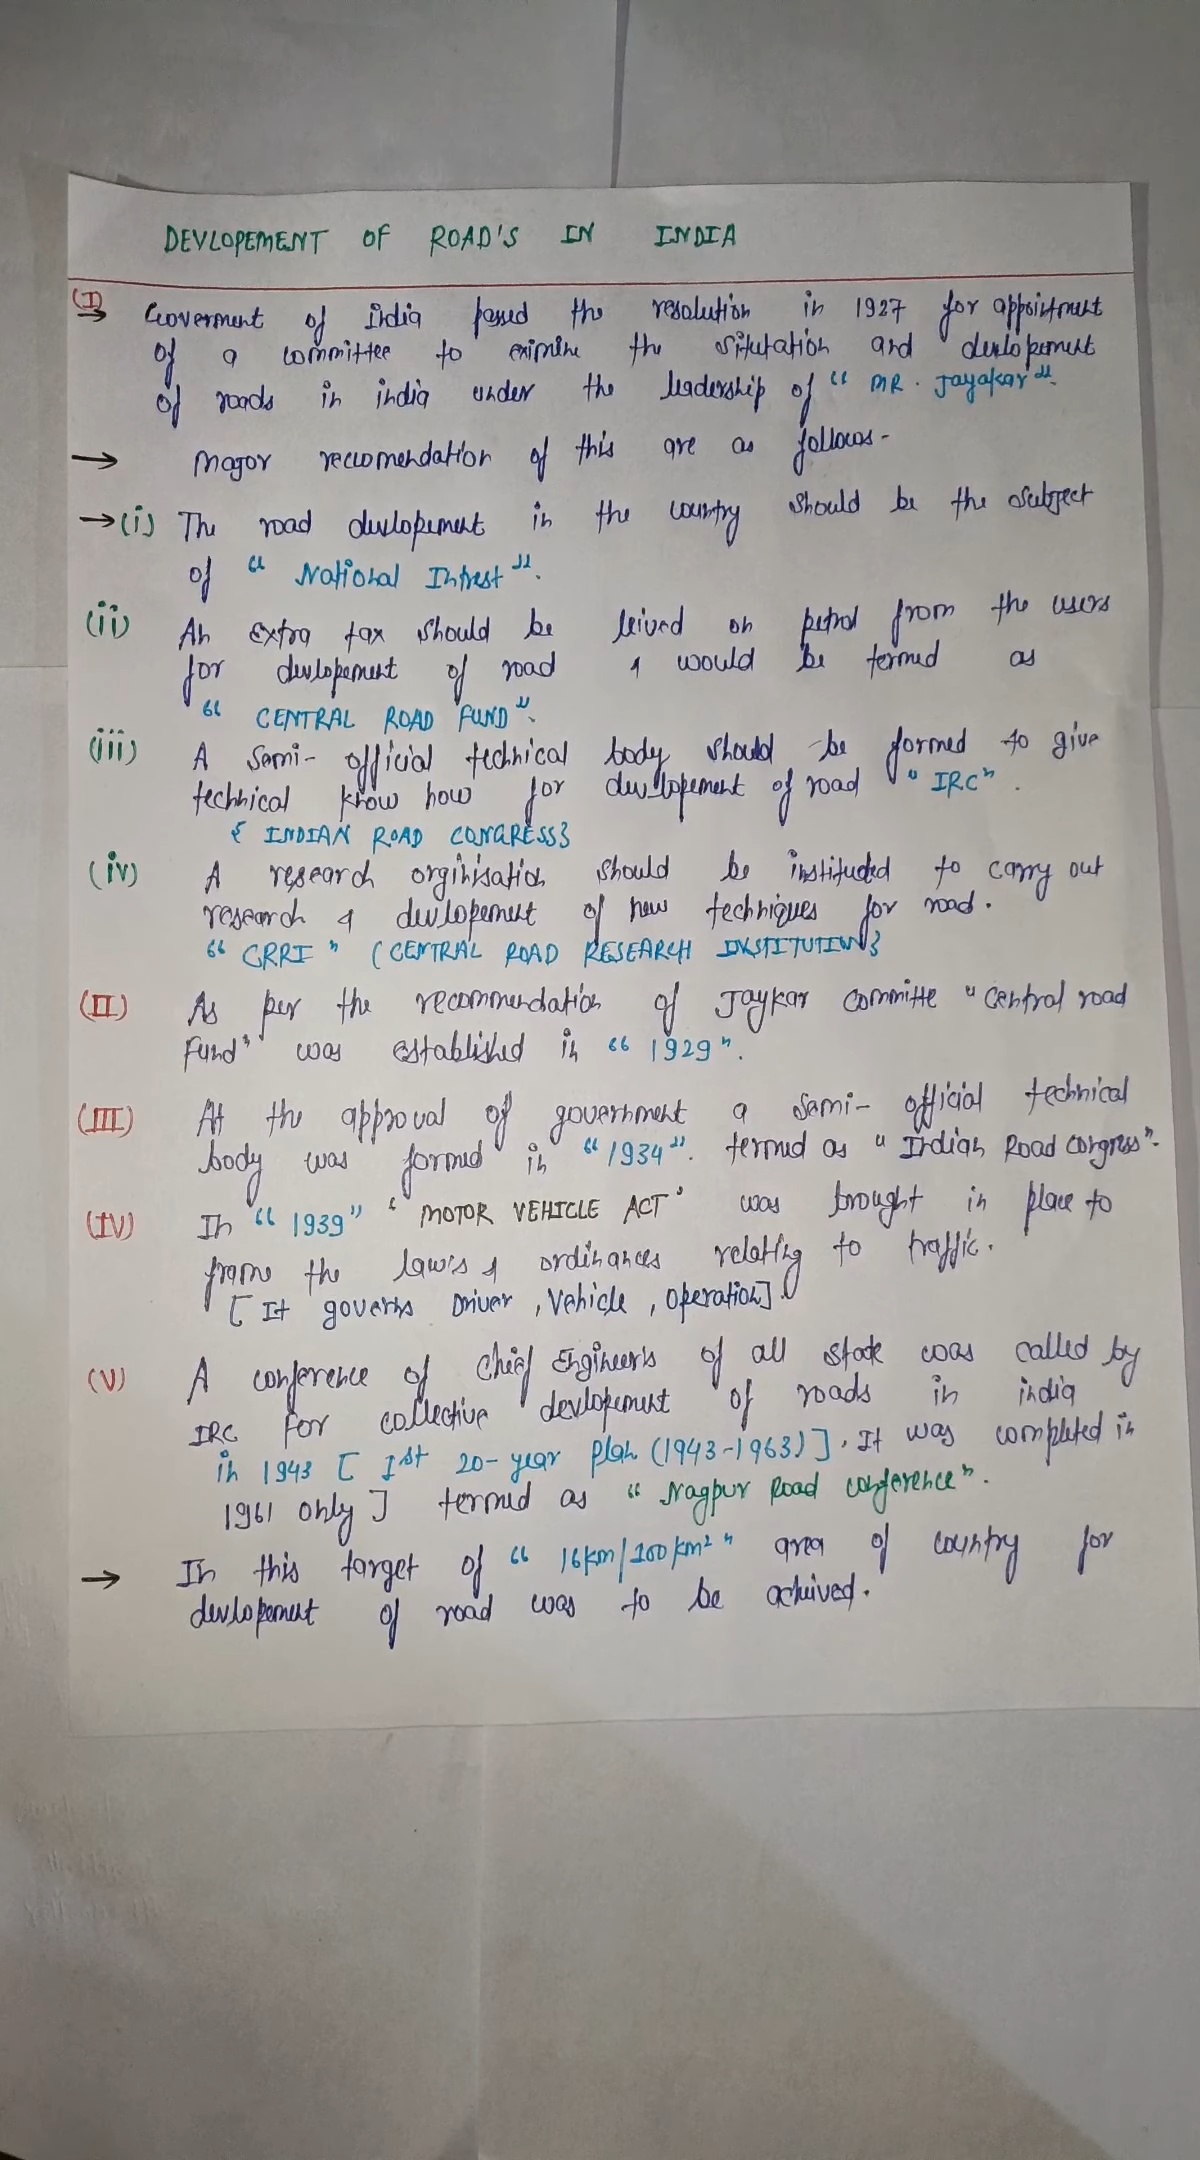 DEVLOPEMENT OF ROAD'S IN INDIA
(I)
→ Goverment of india passed the resolution in 1927 for appointment
of a committee to eximine the situtation and devlopement
of roads in india under the leadership of "MR. Jayakar".
→ Major reccomendation of this are as follows-
→(i) The road devlopement in the country should be the subject
of "National Intrest".
(ii) An extra tax should be leived on petrol from the users
for devlopement of road & would be termed as
"CENTRAL ROAD FUND".
(iii) A semi-official technical body should be formed to give
technical know how for devlopement of road "IRC".
{ INDIAN ROAD CONGRESS}
(iv) A research orginisation should be instituted to carry out
research & devlopement of new techniques for road.
"CRRI" (CENTRAL ROAD RESEARCH INSTITUTION}
(II) As per the recommendation of Jaykar committe "Central road
Fund" was established in "1929".
(III) At the approval of government a semi-official technical
body was formed in "1934". termed as "Indian Road Congress".
(IV) In "1939" 'MOTOR VEHICLE ACT' was brought in place to
frame the law's & ordinances relating to traffic.
[It governs Driver, Vehicle, operation].
(V) A conference of Chief Engineer's of all state was called by
IRC for collective devlopement of roads in india
in 1943 [Ist 20-year plan (1943-1963)]. It was completed in
1961 only] termed as "Nagpur Road conference".
→ In this target of "16km/100km²" area of country for
devlopement of road was to be acheived.